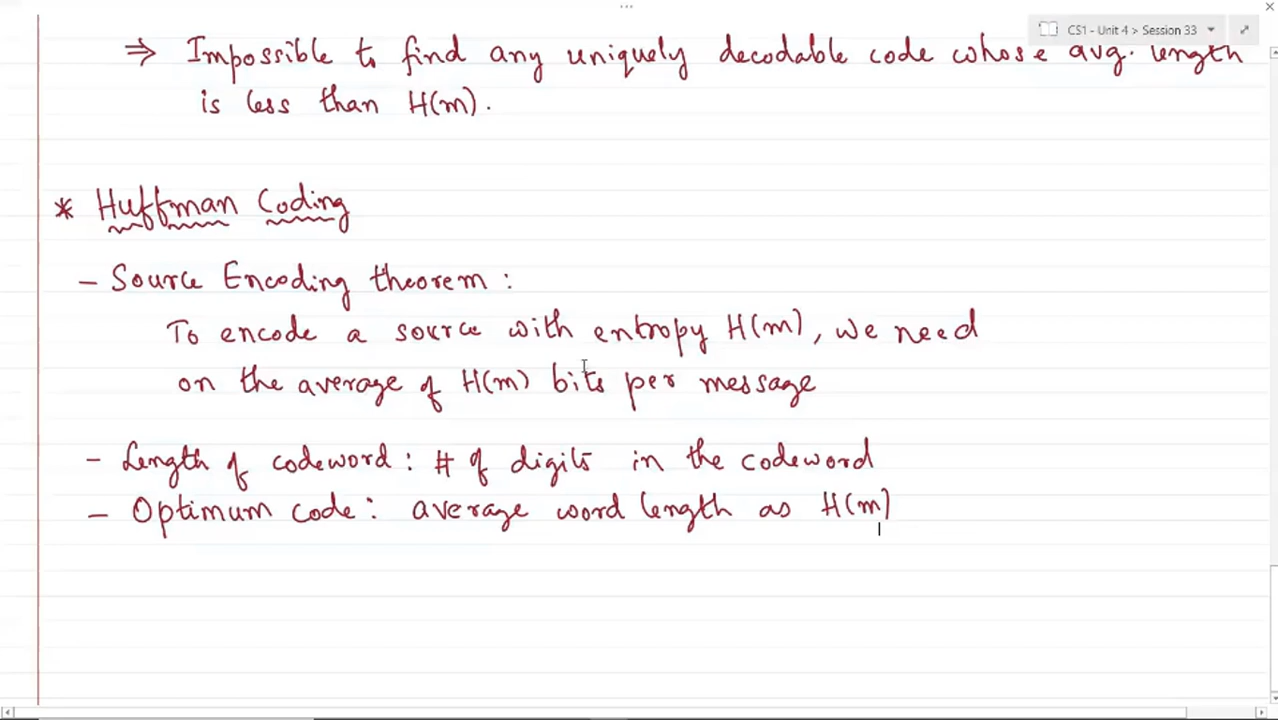 CS1 - Unit 4 > Session 33
⇒ Impossible to find any uniquely decodable code whose avg. length
is less than H(m).
* Huffman Coding
- Source Encoding theorem :
To encode a source with entropy H(m), we need
on the average of H(m) bits per message
- Length of codeword : # of digits in the codeword
- Optimum code : average word length as H(m)